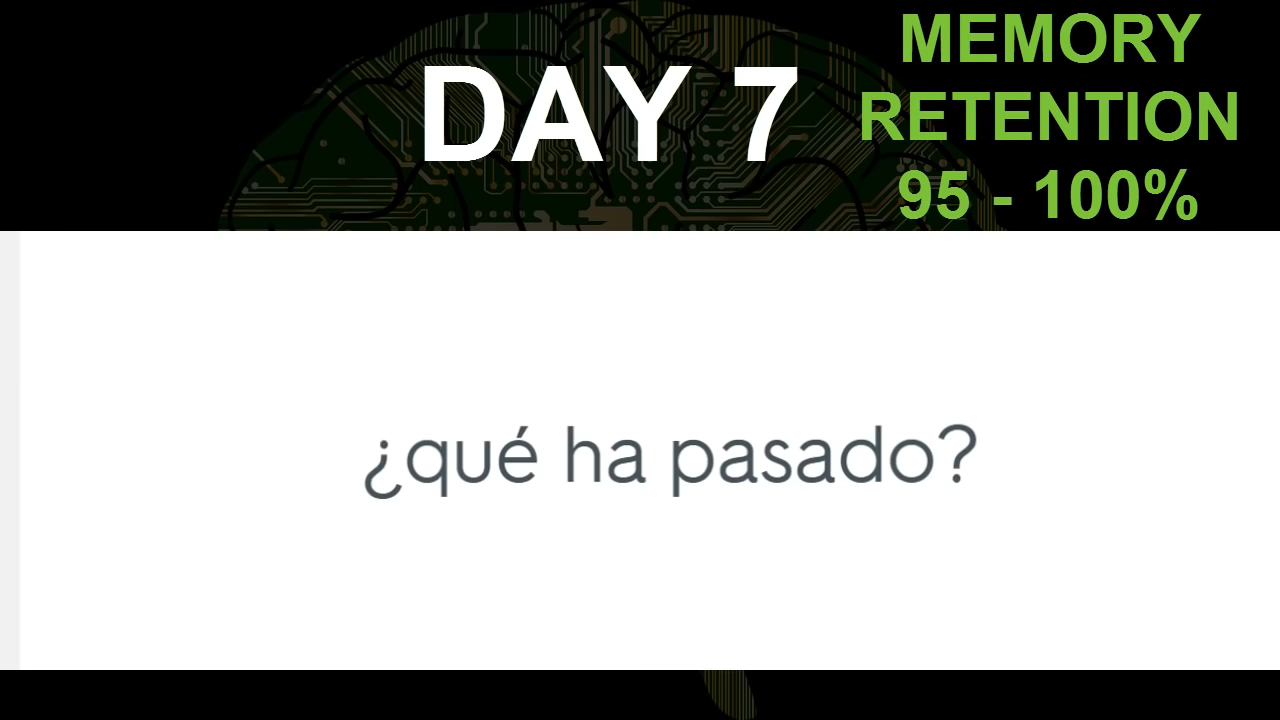 DAY 7
MEMORY
RETENTION
95 - 100%
¿qué ha pasado?